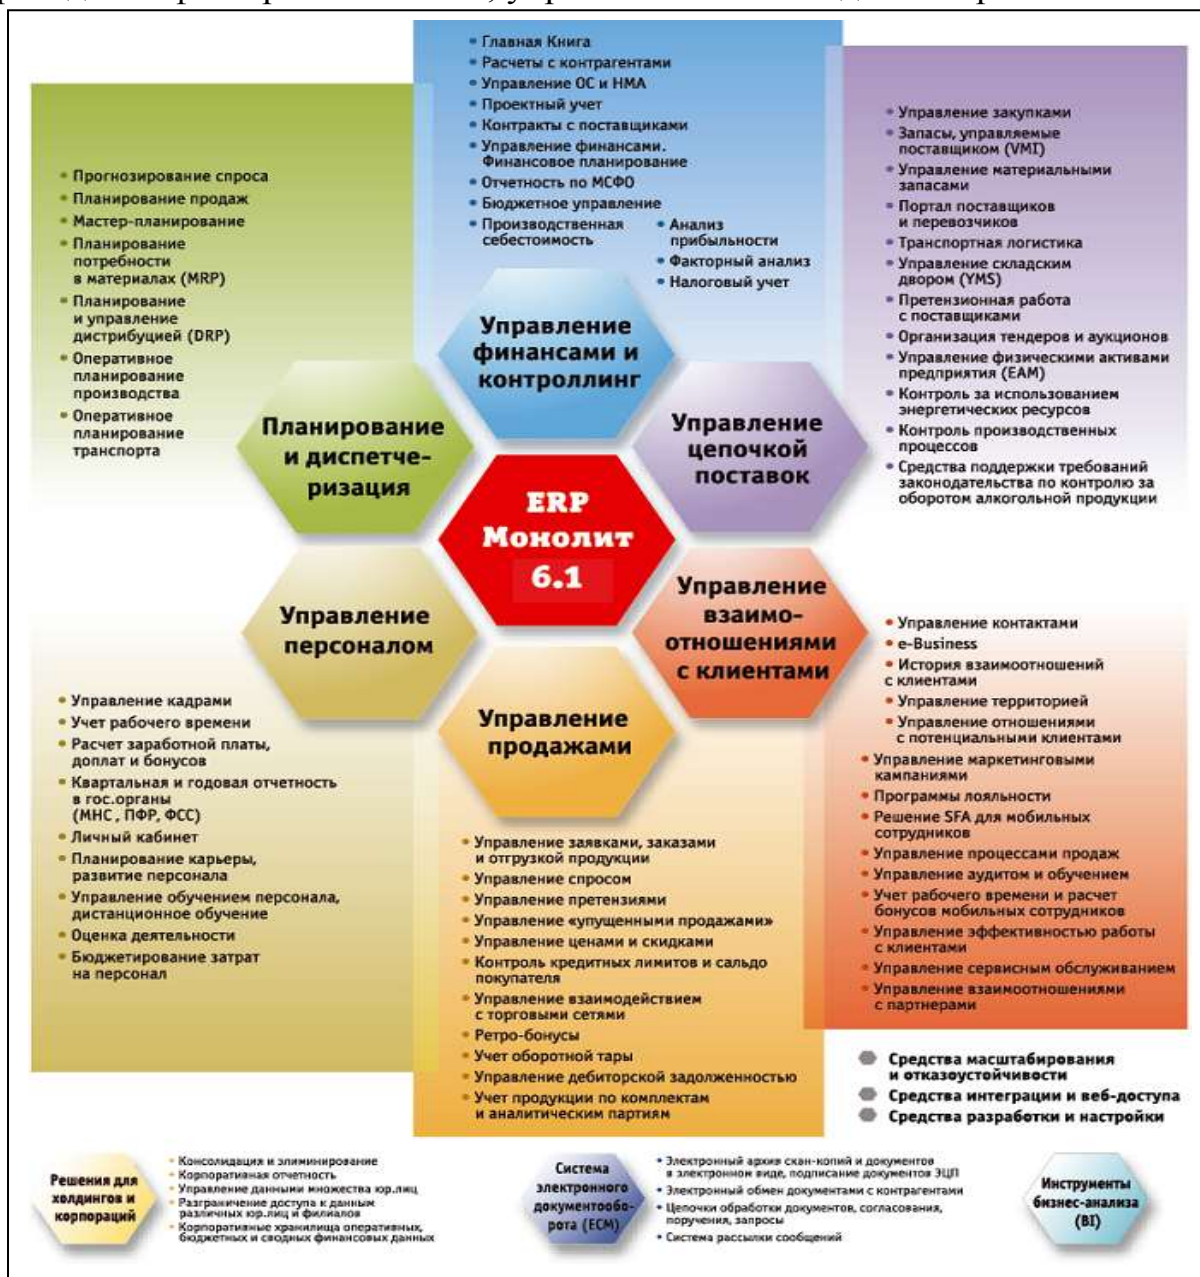 • Главная Книга
• Расчеты с контрагентами
• Управление ОС и НМА
• Проектный учет
• Контракты с поставщиками
• Управление финансами.
Финансовое планирование
• Отчетность по МСФО
• Бюджетное управление
• Производственная
себестоимость
• Анализ
прибыльности
• Факторный анализ
• Налоговый учет
• Прогнозирование спроса
• Планирование продаж
• Мастер-планирование
• Планирование
потребности
в материалах (MRP)
• Планирование
и управление
дистрибуцией (DRP)
• Оперативное
планирование
производства
• Оперативное
планирование
транспорта
• Управление закупками
• Запасы, управляемые
поставщиком (VMI)
• Управление материальными
запасами
• Портал поставщиков
и перевозчиков
• Транспортная логистика
• Управление складским
двором (YMS)
• Претензионная работа
с поставщиками
• Организация тендеров и аукционов
• Управление физическими активами
предприятия (EAM)
• Контроль за использованием
энергетических ресурсов
• Контроль производственных
процессов
• Средства поддержки требований
законодательства по контролю за
оборотом алкогольной продукции
Управление
финансами и
контроллинг
Планирование
и диспетче-
ризация
Управление
цепочкой
поставок
ERP
Монолит
6.1
Управление
персоналом
Управление
взаимо-
отношениями
с клиентами
Управление
продажами
• Управление кадрами
• Учет рабочего времени
• Расчет заработной платы,
доплат и бонусов
• Квартальная и годовая отчетность
в гос.органы
(МНС , ПФР, ФСС)
• Личный кабинет
• Планирование карьеры,
развитие персонала
• Управление обучением персонала,
дистанционное обучение
• Оценка деятельности
• Бюджетирование затрат
на персонал
• Управление заявками, заказами
и отгрузкой продукции
• Управление спросом
• Управление претензиями
• Управление «упущенными продажами»
• Управление ценами и скидками
• Контроль кредитных лимитов и сальдо
покупателя
• Управление взаимодействием
с торговыми сетями
• Ретро-бонусы
• Учет оборотной тары
• Управление дебиторской задолженностью
• Учет продукции по комплектам
и аналитическим партиям
• Управление контактами
• e-Business
• История взаимоотношений
с клиентами
• Управление территорией
• Управление отношениями
с потенциальными клиентами
• Управление маркетинговыми
кампаниями
• Программы лояльности
• Решение SFA для мобильных
сотрудников
• Управление процессами продаж
• Управление аудитом и обучением
• Учет рабочего времени и расчет
бонусов мобильных сотрудников
• Управление эффективностью работы
с клиентами
• Управление сервисным обслуживанием
• Управление взаимоотношениями
с партнерами
Средства масштабирования
и отказоустойчивости
Средства интеграции и веб-доступа
Средства разработки и настройки
Решения для
холдингов и
корпораций
• Консолидация и элиминирование
• Корпоративная отчетность
• Управление данными множества юр.лиц
• Разграничение доступа к данным
различных юр.лиц и филиалов
• Корпоративные хранилища оперативных,
бюджетных и сводных финансовых данных
Система
электронного
документообо-
рота (ECM)
• Электронный архив скан-копий и документов
в электронном виде, подписание документов ЭЦП
• Электронный обмен документами с контрагентами
• Цепочки обработки документов, согласования,
поручения, запросы
• Система рассылки сообщений
Инструменты
бизнес-анализа
(BI)